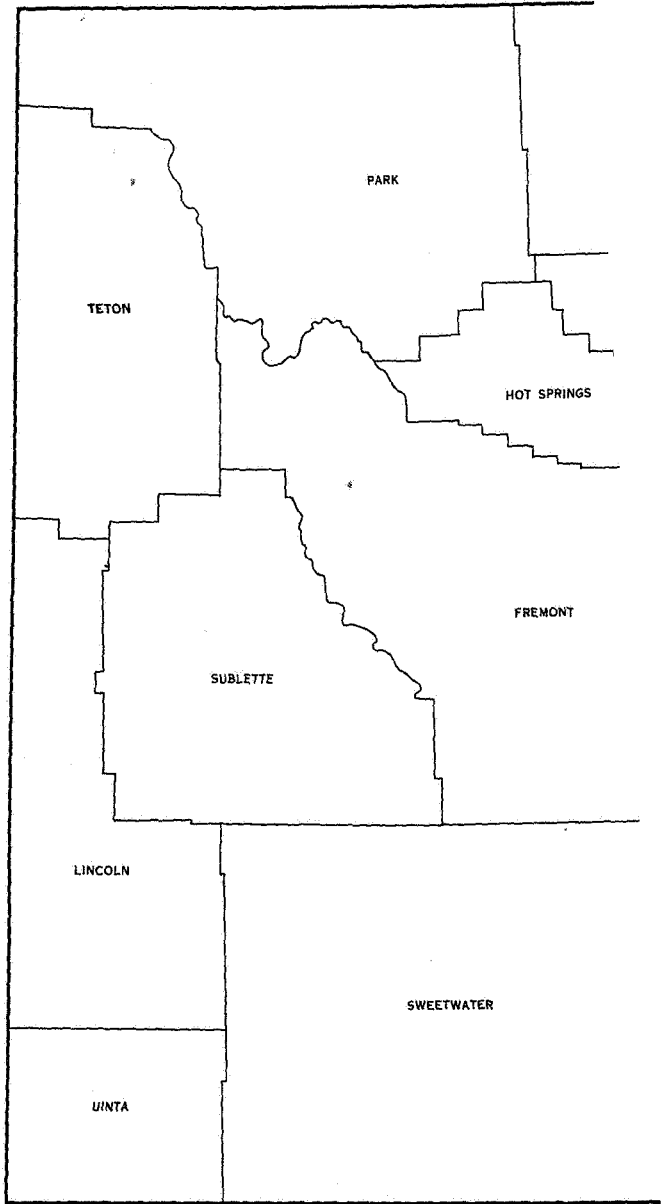 PARK
TETON
HOT SPRINGS
FREMONT
SUBLETTE
LINCOLN
SWEETWATER
UINTA